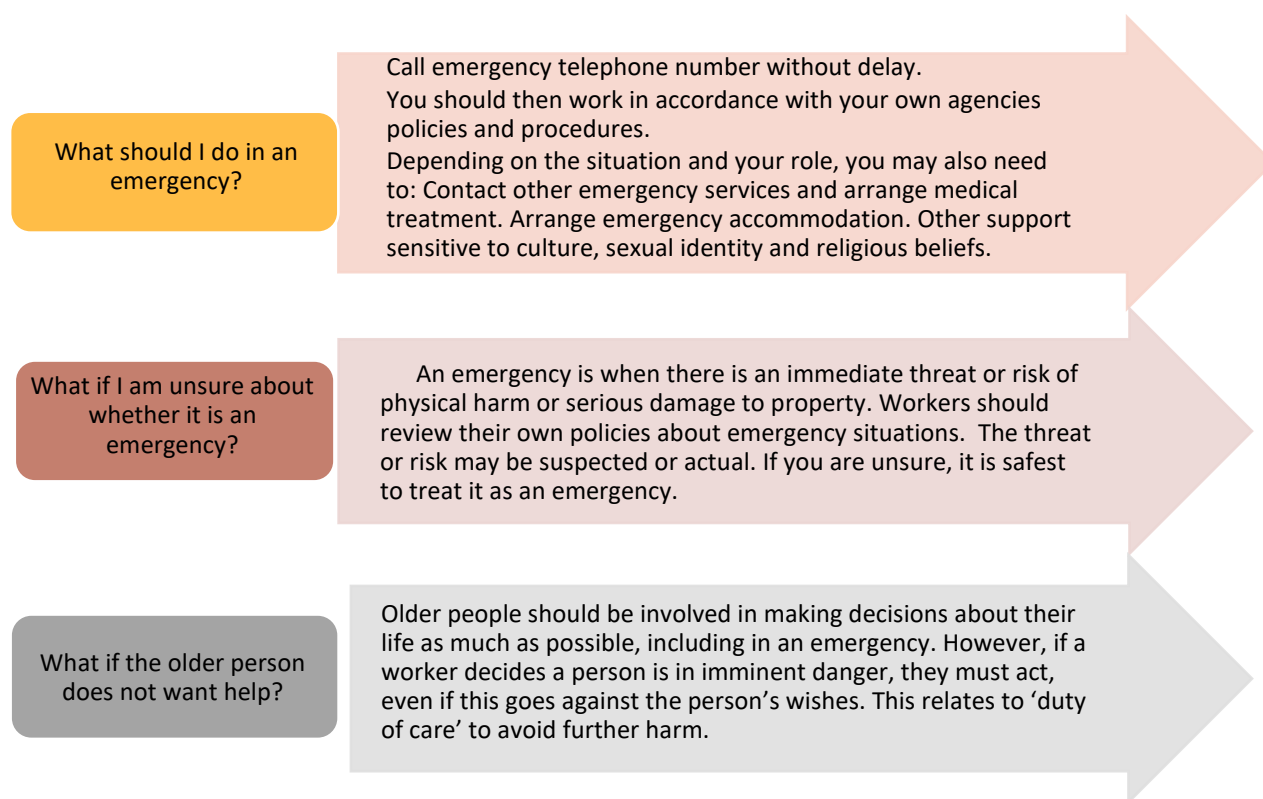 What should I do in an
emergency?
Call emergency telephone number without delay.
You should then work in accordance with your own agencies
policies and procedures.
Depending on the situation and your role, you may also need
to: Contact other emergency services and arrange medical
treatment. Arrange emergency accommodation. Other support
sensitive to culture, sexual identity and religious beliefs.
What if I am unsure about
whether it is an
emergency?
An emergency is when there is an immediate threat or risk of
physical harm or serious damage to property. Workers should
review their own policies about emergency situations.  The threat
or risk may be suspected or actual. If you are unsure, it is safest
to treat it as an emergency.
What if the older person
does not want help?
Older people should be involved in making decisions about their
life as much as possible, including in an emergency. However, if a
worker decides a person is in imminent danger, they must act,
even if this goes against the person’s wishes. This relates to ‘duty
of care’ to avoid further harm.